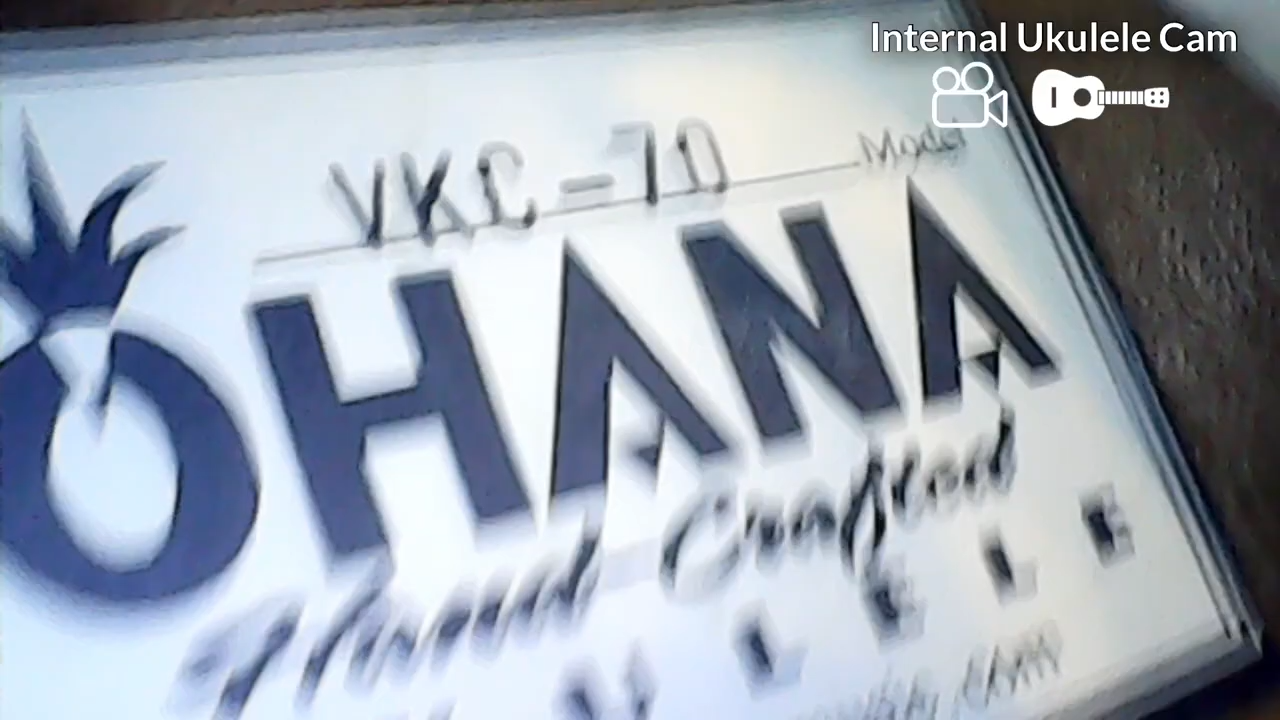 Internal Ukulele Cam
VKC-70
Model
OHANA
Hand Crafted